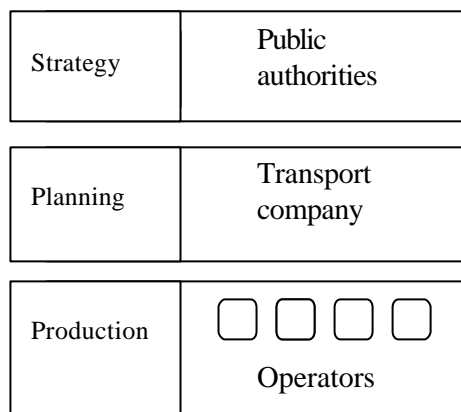 Strategy
Public
authorities
Planning
Transport
company
Production
Operators